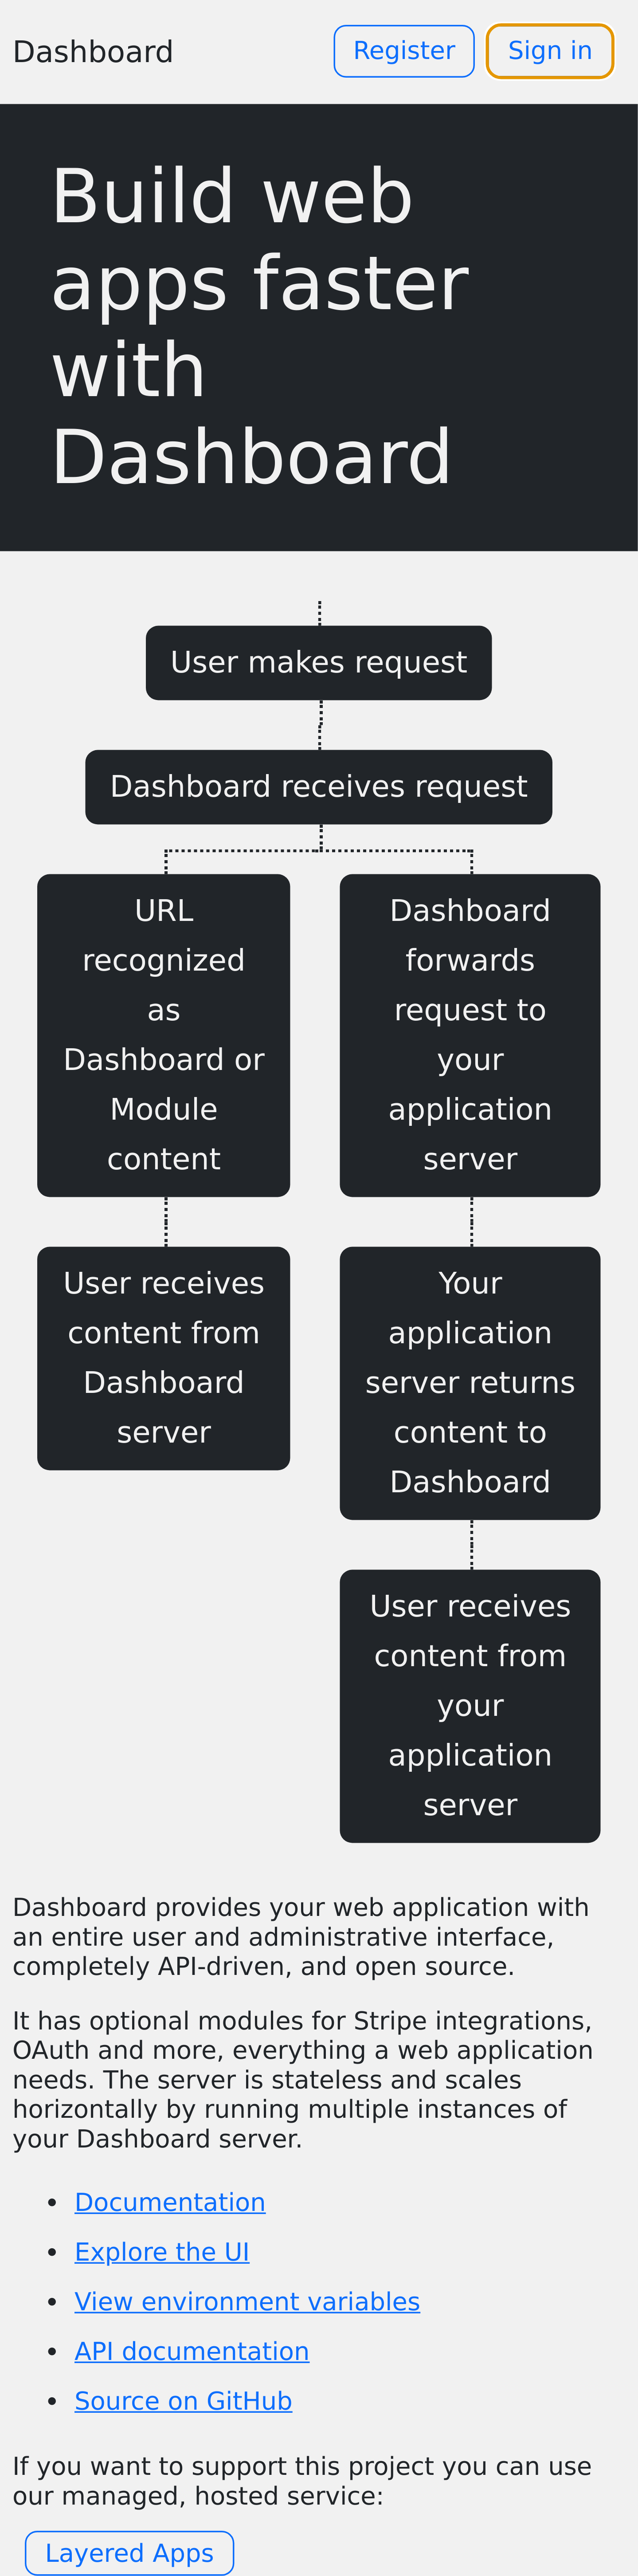 Dashboard
Register
Sign in
Build web
apps faster
with
Dashboard
User makes request
Dashboard receives request
URL
recognized
as
Dashboard or
Module
content
User receives
content from
Dashboard
server
Dashboard
forwards
request to
your
application
server
Your
application
server returns
content to
Dashboard
User receives
content from
your
application
server
Dashboard provides your web application with
an entire user and administrative interface,
completely API-driven, and open source.
It has optional modules for Stripe integrations,
OAuth and more, everything a web application
needs. The server is stateless and scales
horizontally by running multiple instances of
your Dashboard server.
Documentation
Explore the UI
View environment variables
API documentation
Source on GitHub
If you want to support this project you can use
our managed, hosted service:
Layered Apps